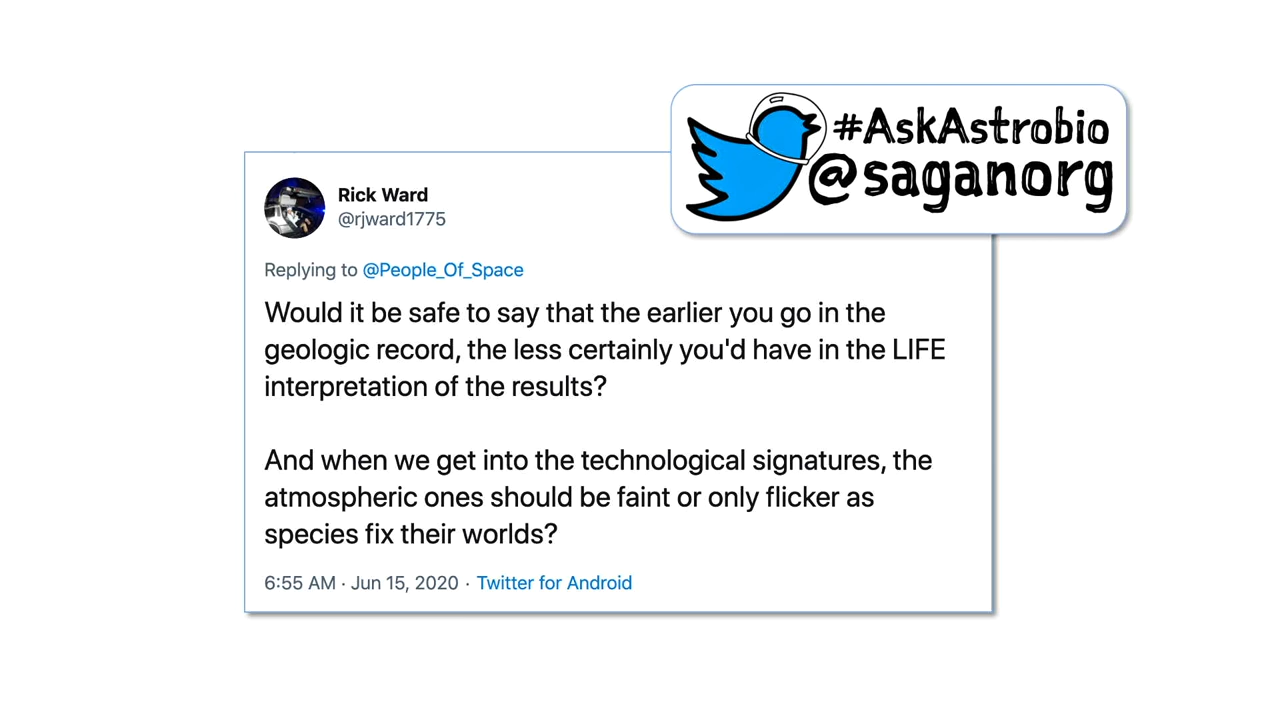 #AskAstrobio
@saganorg
Rick Ward
@rjward1775
Replying to @People_Of_Space
Would it be safe to say that the earlier you go in the
geologic record, the less certainly you'd have in the LIFE
interpretation of the results?
And when we get into the technological signatures, the
atmospheric ones should be faint or only flicker as
species fix their worlds?
6:55 AM · Jun 15, 2020 · Twitter for Android